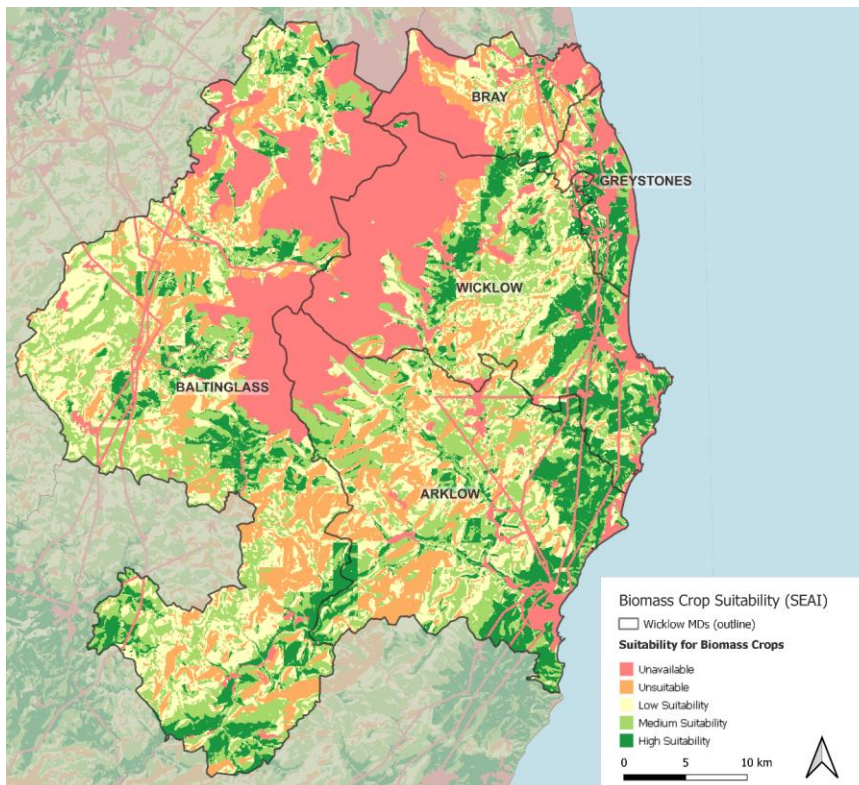 BRAY
GREYSTONES
WICKLOW
BALTINGLASS
ARKLOW
Biomass Crop Suitability (SEAI)
Wicklow MDs (outline)
Suitability for Biomass Crops
Unavailable
Unsuitable
Low Suitability
Medium Suitability
High Suitability
0 5 10 km